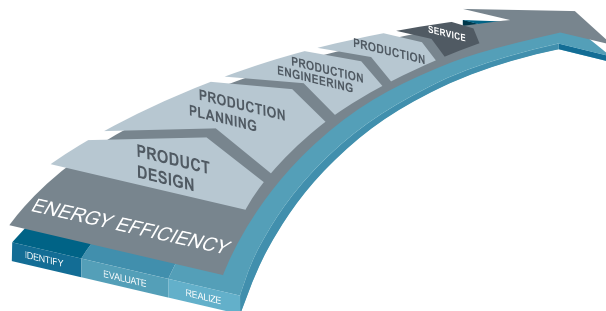 SERVICE
PRODUCTION
PRODUCTION
ENGINEERING
PRODUCTION
PLANNING
PRODUCT
DESIGN
ENERGY EFFICIENCY
IDENTIFY
EVALUATE
REALIZE